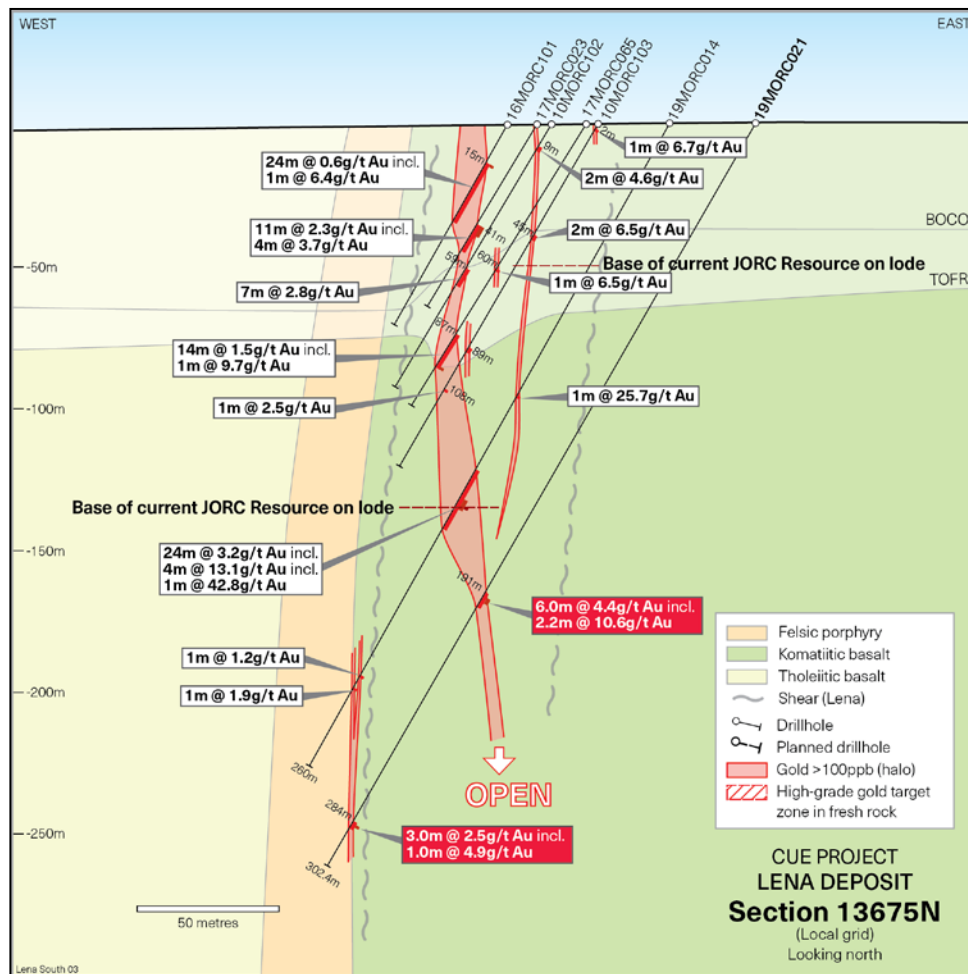 WEST
EAST
16MORC101
17MORC023
10MORC102
17MORC065
10MORC103
19MORC014
19MORC021
2m
1m @ 6.7g/t Au
9m
15m
24m @ 0.6g/t Au incl.
1m @ 6.4g/t Au
2m @ 4.6g/t Au
BOCO
11m @ 2.3g/t Au incl.
4m @ 3.7g/t Au
41m
45m
2m @ 6.5g/t Au
-50m
59m
60m
Base of current JORC Resource on lode
TOFR
7m @ 2.8g/t Au
1m @ 6.5g/t Au
87m
89m
14m @ 1.5g/t Au incl.
1m @ 9.7g/t Au
-100m
1m @ 2.5g/t Au
108m
1m @ 25.7g/t Au
Base of current JORC Resource on lode
-150m
24m @ 3.2g/t Au incl.
4m @ 13.1g/t Au incl.
1m @ 42.8g/t Au
191m
6.0m @ 4.4g/t Au incl.
2.2m @ 10.6g/t Au
1m @ 1.2g/t Au
-200m
1m @ 1.9g/t Au
260m
OPEN
284m
-250m
3.0m @ 2.5g/t Au incl.
1.0m @ 4.9g/t Au
302.4m
Felsic porphyry
Komatiitic basalt
Tholeiitic basalt
Shear (Lena)
Drillhole
Planned drillhole
Gold >100ppb (halo)
High-grade gold target
zone in fresh rock
CUE PROJECT
LENA DEPOSIT
Section 13675N
(Local grid)
Looking north
50 metres
Lena South 03